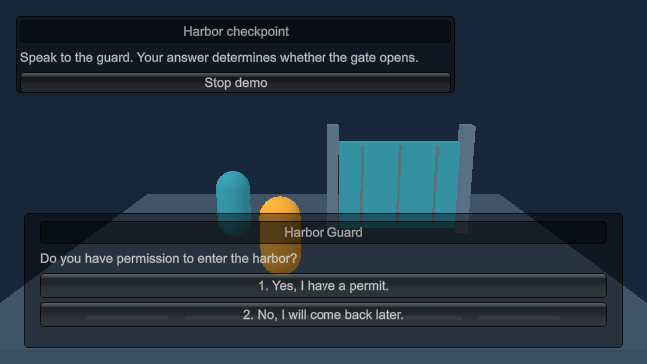 Harbor checkpoint
Speak to the guard. Your answer determines whether the gate opens.
Stop demo
Harbor Guard
Do you have permission to enter the harbor?
1. Yes, I have a permit.
2. No, I will come back later.